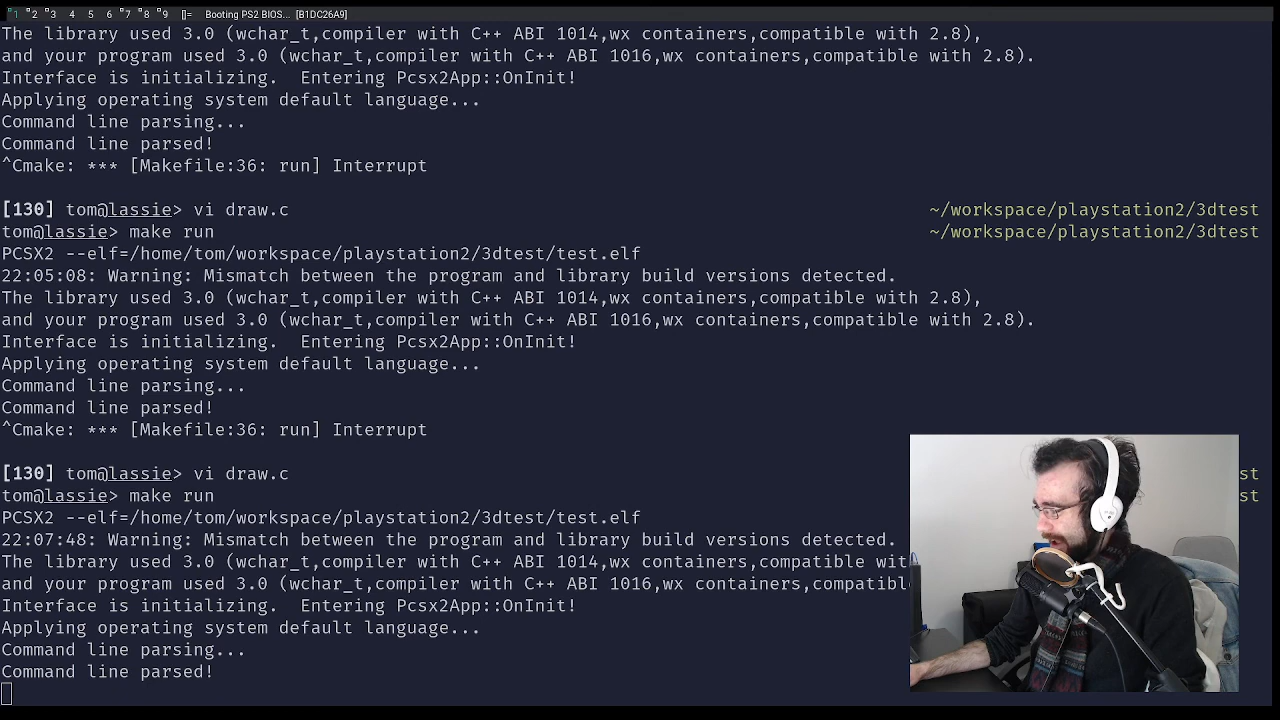 1 2 3 4 5 6 7 8 9 []= Booting PS2 BIOS... [B1DC26A9]
The library used 3.0 (wchar_t,compiler with C++ ABI 1014,wx containers,compatible with 2.8),
and your program used 3.0 (wchar_t,compiler with C++ ABI 1016,wx containers,compatible with 2.8).
Interface is initializing.  Entering Pcsx2App::OnInit!
Applying operating system default language...
Command line parsing...
Command line parsed!
^Cmake: *** [Makefile:36: run] Interrupt
[130] tom@lassie> vi draw.c ~/workspace/playstation2/3dtest
tom@lassie> make run ~/workspace/playstation2/3dtest
PCSX2 --elf=/home/tom/workspace/playstation2/3dtest/test.elf
22:05:08: Warning: Mismatch between the program and library build versions detected.
The library used 3.0 (wchar_t,compiler with C++ ABI 1014,wx containers,compatible with 2.8),
and your program used 3.0 (wchar_t,compiler with C++ ABI 1016,wx containers,compatible with 2.8).
Interface is initializing.  Entering Pcsx2App::OnInit!
Applying operating system default language...
Command line parsing...
Command line parsed!
^Cmake: *** [Makefile:36: run] Interrupt
[130] tom@lassie> vi draw.c st
tom@lassie> make run st
PCSX2 --elf=/home/tom/workspace/playstation2/3dtest/test.elf
22:07:48: Warning: Mismatch between the program and library build versions detected.
The library used 3.0 (wchar_t,compiler with C++ ABI 1014,wx containers,compatible wit
and your program used 3.0 (wchar_t,compiler with C++ ABI 1016,wx containers,compatible
Interface is initializing.  Entering Pcsx2App::OnInit!
Applying operating system default language...
Command line parsing...
Command line parsed!